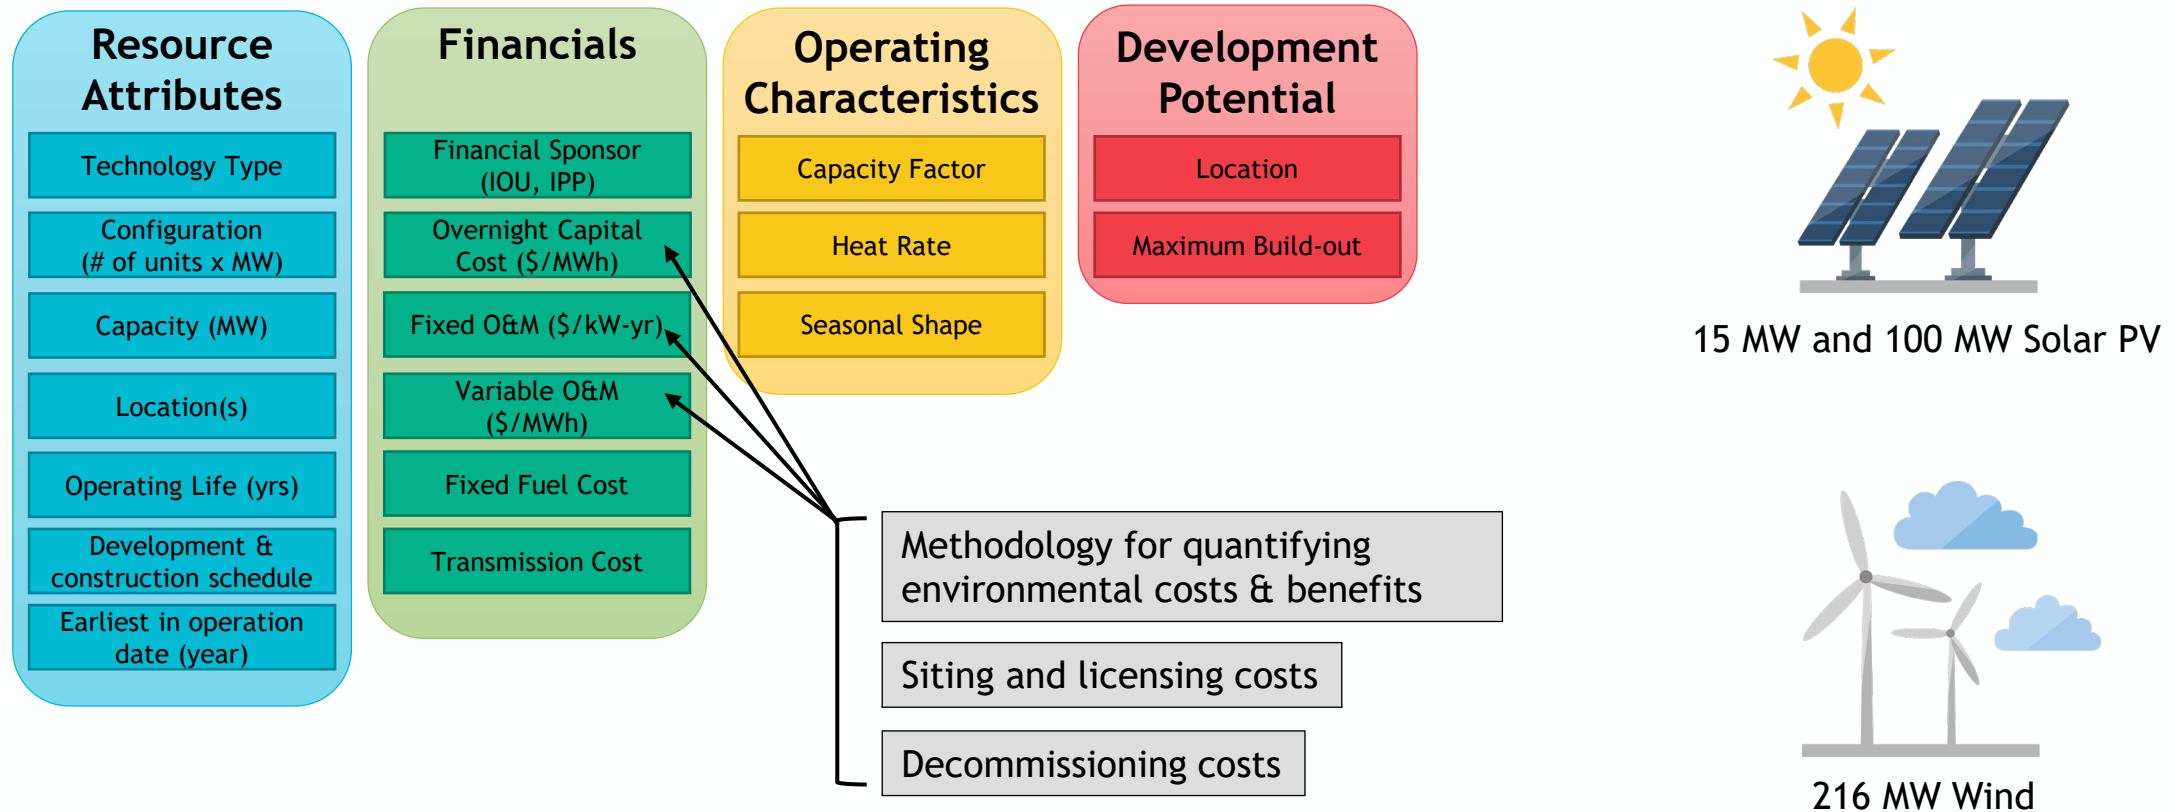 Resource
Attributes
Technology Type
Configuration
(# of units x MW)
Capacity (MW)
Location(s)
Operating Life (yrs)
Development &
construction schedule
Earliest in operation
date (year)
Financials
Financial Sponsor
(IOU, IPP)
Overnight Capital
Cost ($/MWh)
Fixed O&M ($/kW-yr)
Variable O&M
($/MWh)
Fixed Fuel Cost
Transmission Cost
Operating
Characteristics
Capacity Factor
Heat Rate
Seasonal Shape
Development
Potential
Location
Maximum Build-out
Methodology for quantifying
environmental costs & benefits
Siting and licensing costs
Decommissioning costs
15 MW and 100 MW Solar PV
216 MW Wind